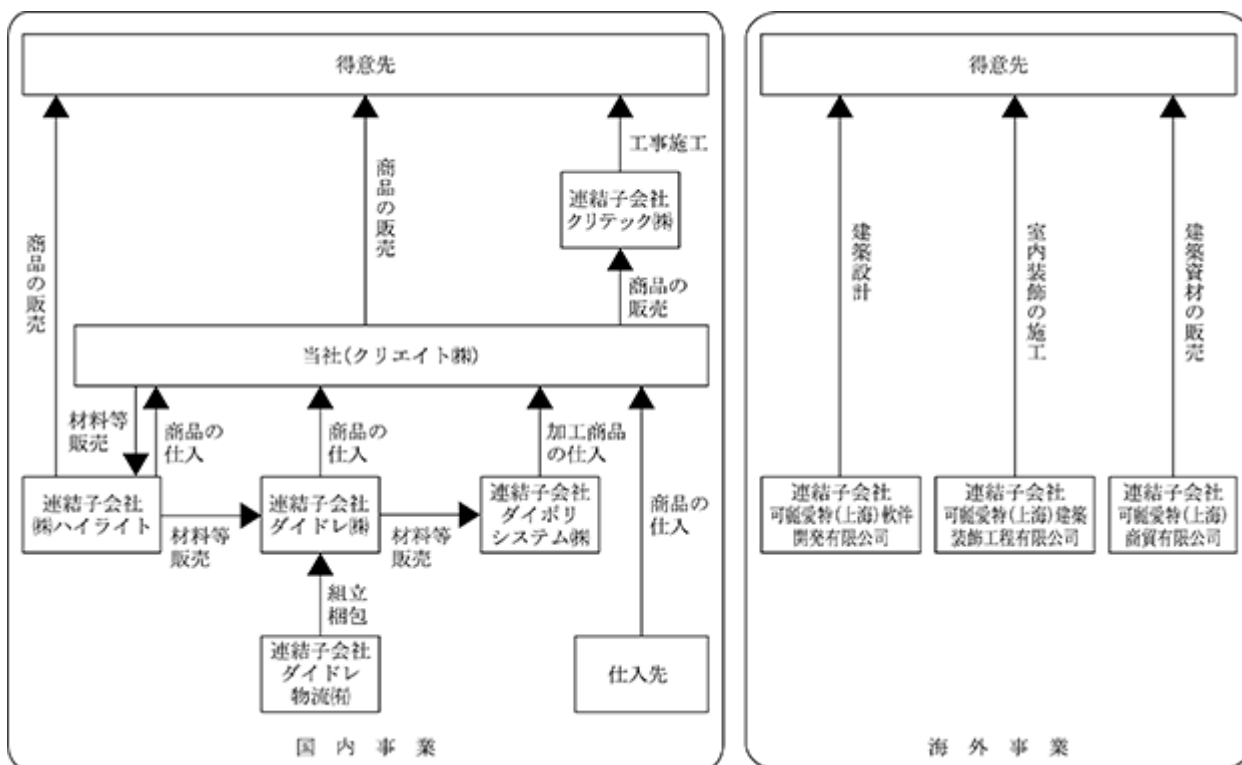 得意先
工事施工
連結子会社
クリテック㈱
商品の販売
商品の販売
商品の
販売
当社(クリエイト㈱)
材料等
販売
商品の
仕入
商品の
仕入
加工商品
の仕入
商品の
仕入
連結子会社
㈱ハイライト
材料等
販売
連結子会社
ダイドレ㈱
材料等
販売
連結子会社
ダイポリ
システム㈱
組立
梱包
連結子会社
ダイドレ
物流㈲
仕入先
国内事業
得意先
建築設計
室内装飾の施工
建築資材の販売
連結子会社
可麗愛特(上海)軟件
開発有限公司
連結子会社
可麗愛特(上海)建築
装飾工程有限公司
連結子会社
可麗愛特(上海)
商貿有限公司
海外事業